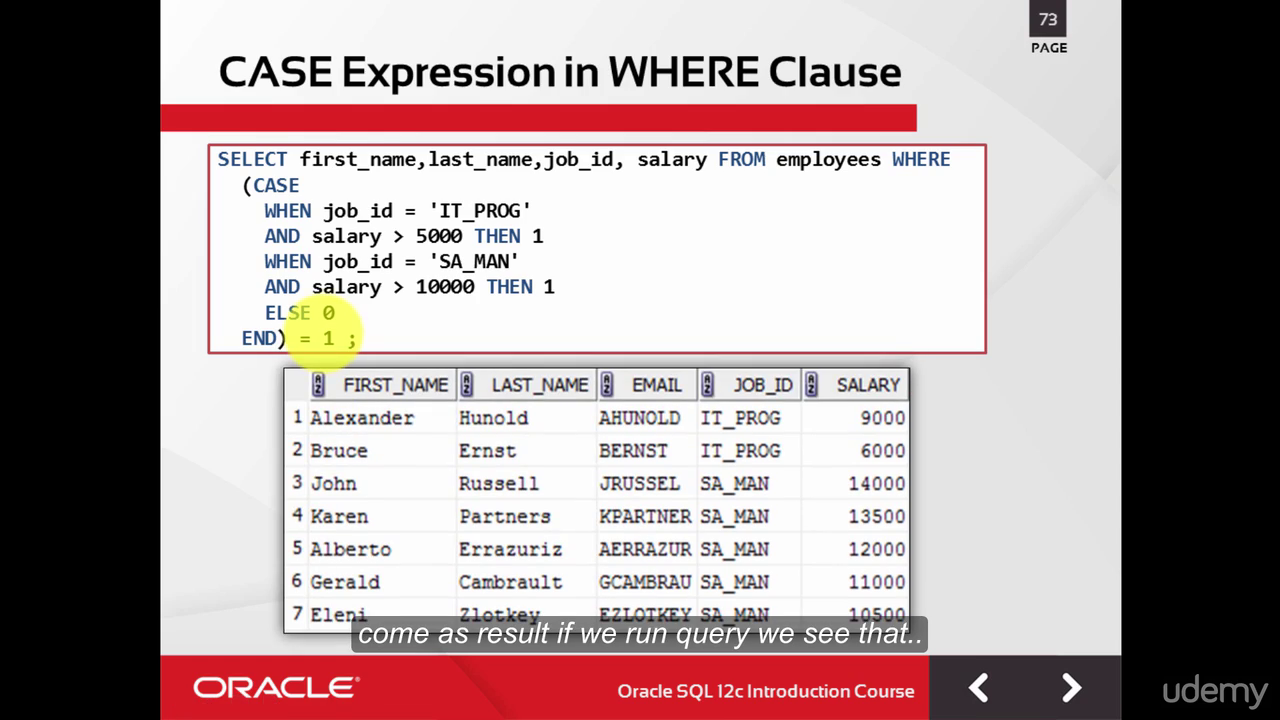 73
PAGE
CASE Expression in WHERE Clause
SELECT first_name,last_name,job_id, salary FROM employees WHERE
(CASE
WHEN job_id = 'IT_PROG'
AND salary > 5000 THEN 1
WHEN job_id = 'SA_MAN'
AND salary > 10000 THEN 1
ELSE 0
END) = 1 ;
FIRST_NAME LAST_NAME EMAIL JOB_ID SALARY
1 Alexander Hunold AHUNOLD IT_PROG 9000
2 Bruce Ernst BERNST IT_PROG 6000
3 John Russell JRUSSEL SA_MAN 14000
4 Karen Partners KPARTNER SA_MAN 13500
5 Alberto Errazuriz AERRAZUR SA_MAN 12000
6 Gerald Cambrault GCAMBRAU SA_MAN 11000
7 Eleni Zlotkey EZLOTKEY SA_MAN 10500
come as result if we run query we see that..
ORACLE®
Oracle SQL 12c Introduction Course
udemy